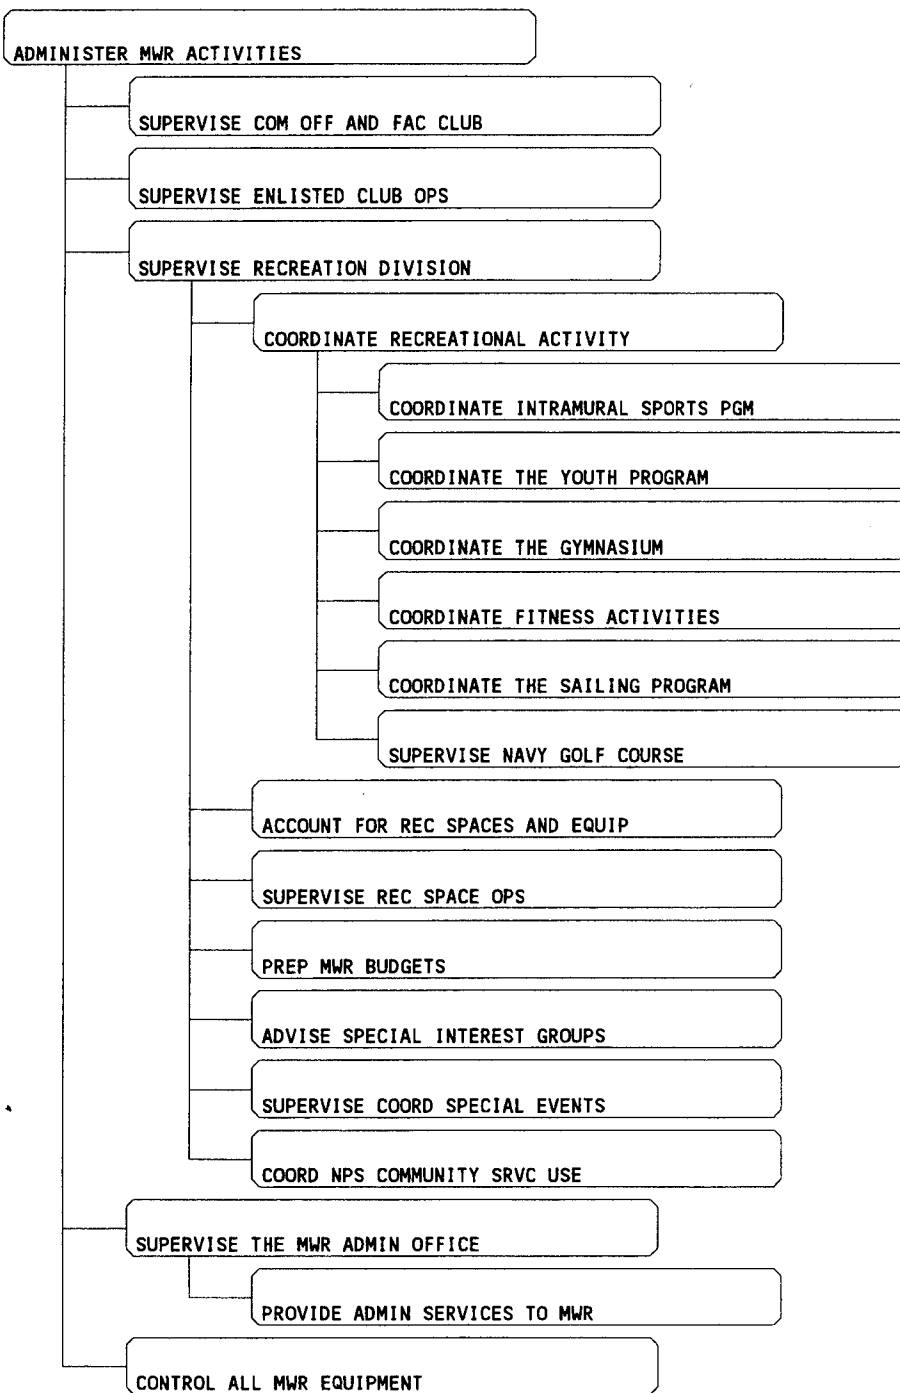 ADMINISTER MWR ACTIVITIES
SUPERVISE COM OFF AND FAC CLUB
SUPERVISE ENLISTED CLUB OPS
SUPERVISE RECREATION DIVISION
COORDINATE RECREATIONAL ACTIVITY
COORDINATE INTRAMURAL SPORTS PGM
COORDINATE THE YOUTH PROGRAM
COORDINATE THE GYMNASIUM
COORDINATE FITNESS ACTIVITIES
COORDINATE THE SAILING PROGRAM
SUPERVISE NAVY GOLF COURSE
ACCOUNT FOR REC SPACES AND EQUIP
SUPERVISE REC SPACE OPS
PREP MWR BUDGETS
ADVISE SPECIAL INTEREST GROUPS
SUPERVISE COORD SPECIAL EVENTS
COORD NPS COMMUNITY SRVC USE
SUPERVISE THE MWR ADMIN OFFICE
PROVIDE ADMIN SERVICES TO MWR
CONTROL ALL MWR EQUIPMENT